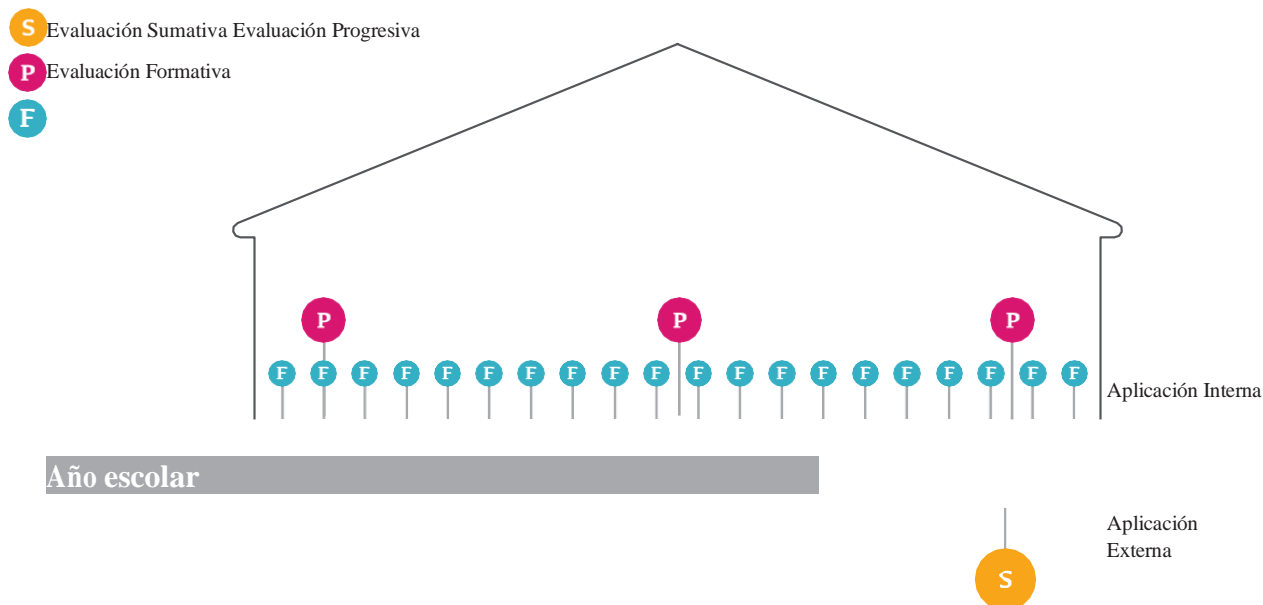 S Evaluación Sumativa Evaluación Progresiva
P Evaluación Formativa
F
P P P
F F F F F F F F F F F F F F F F F F F F
Aplicación Interna
Año escolar
Aplicación
Externa
S